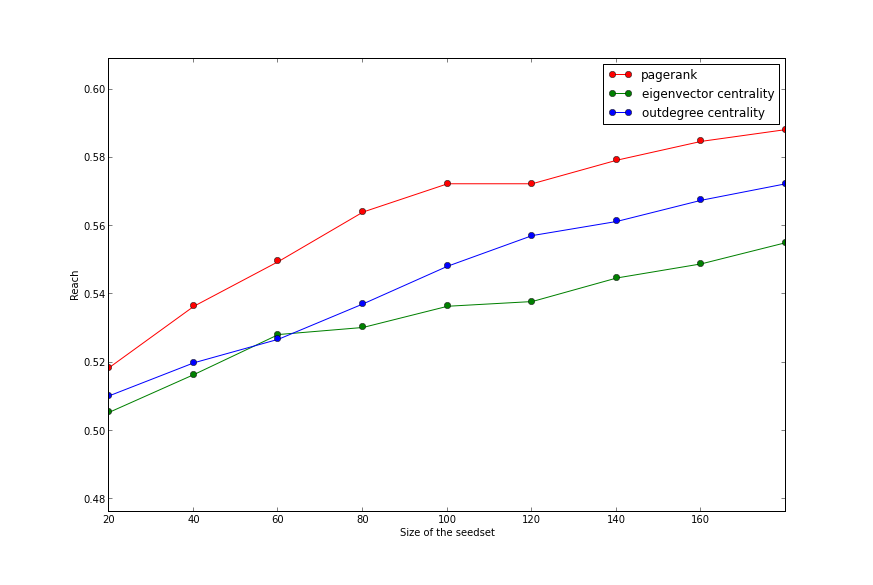 pagerank
eigenvector centrality
outdegree centrality
0.60
0.58
0.56
0.54
0.52
0.50
0.48
Reach
20 40 60 80 100 120 140 160
Size of the seedset